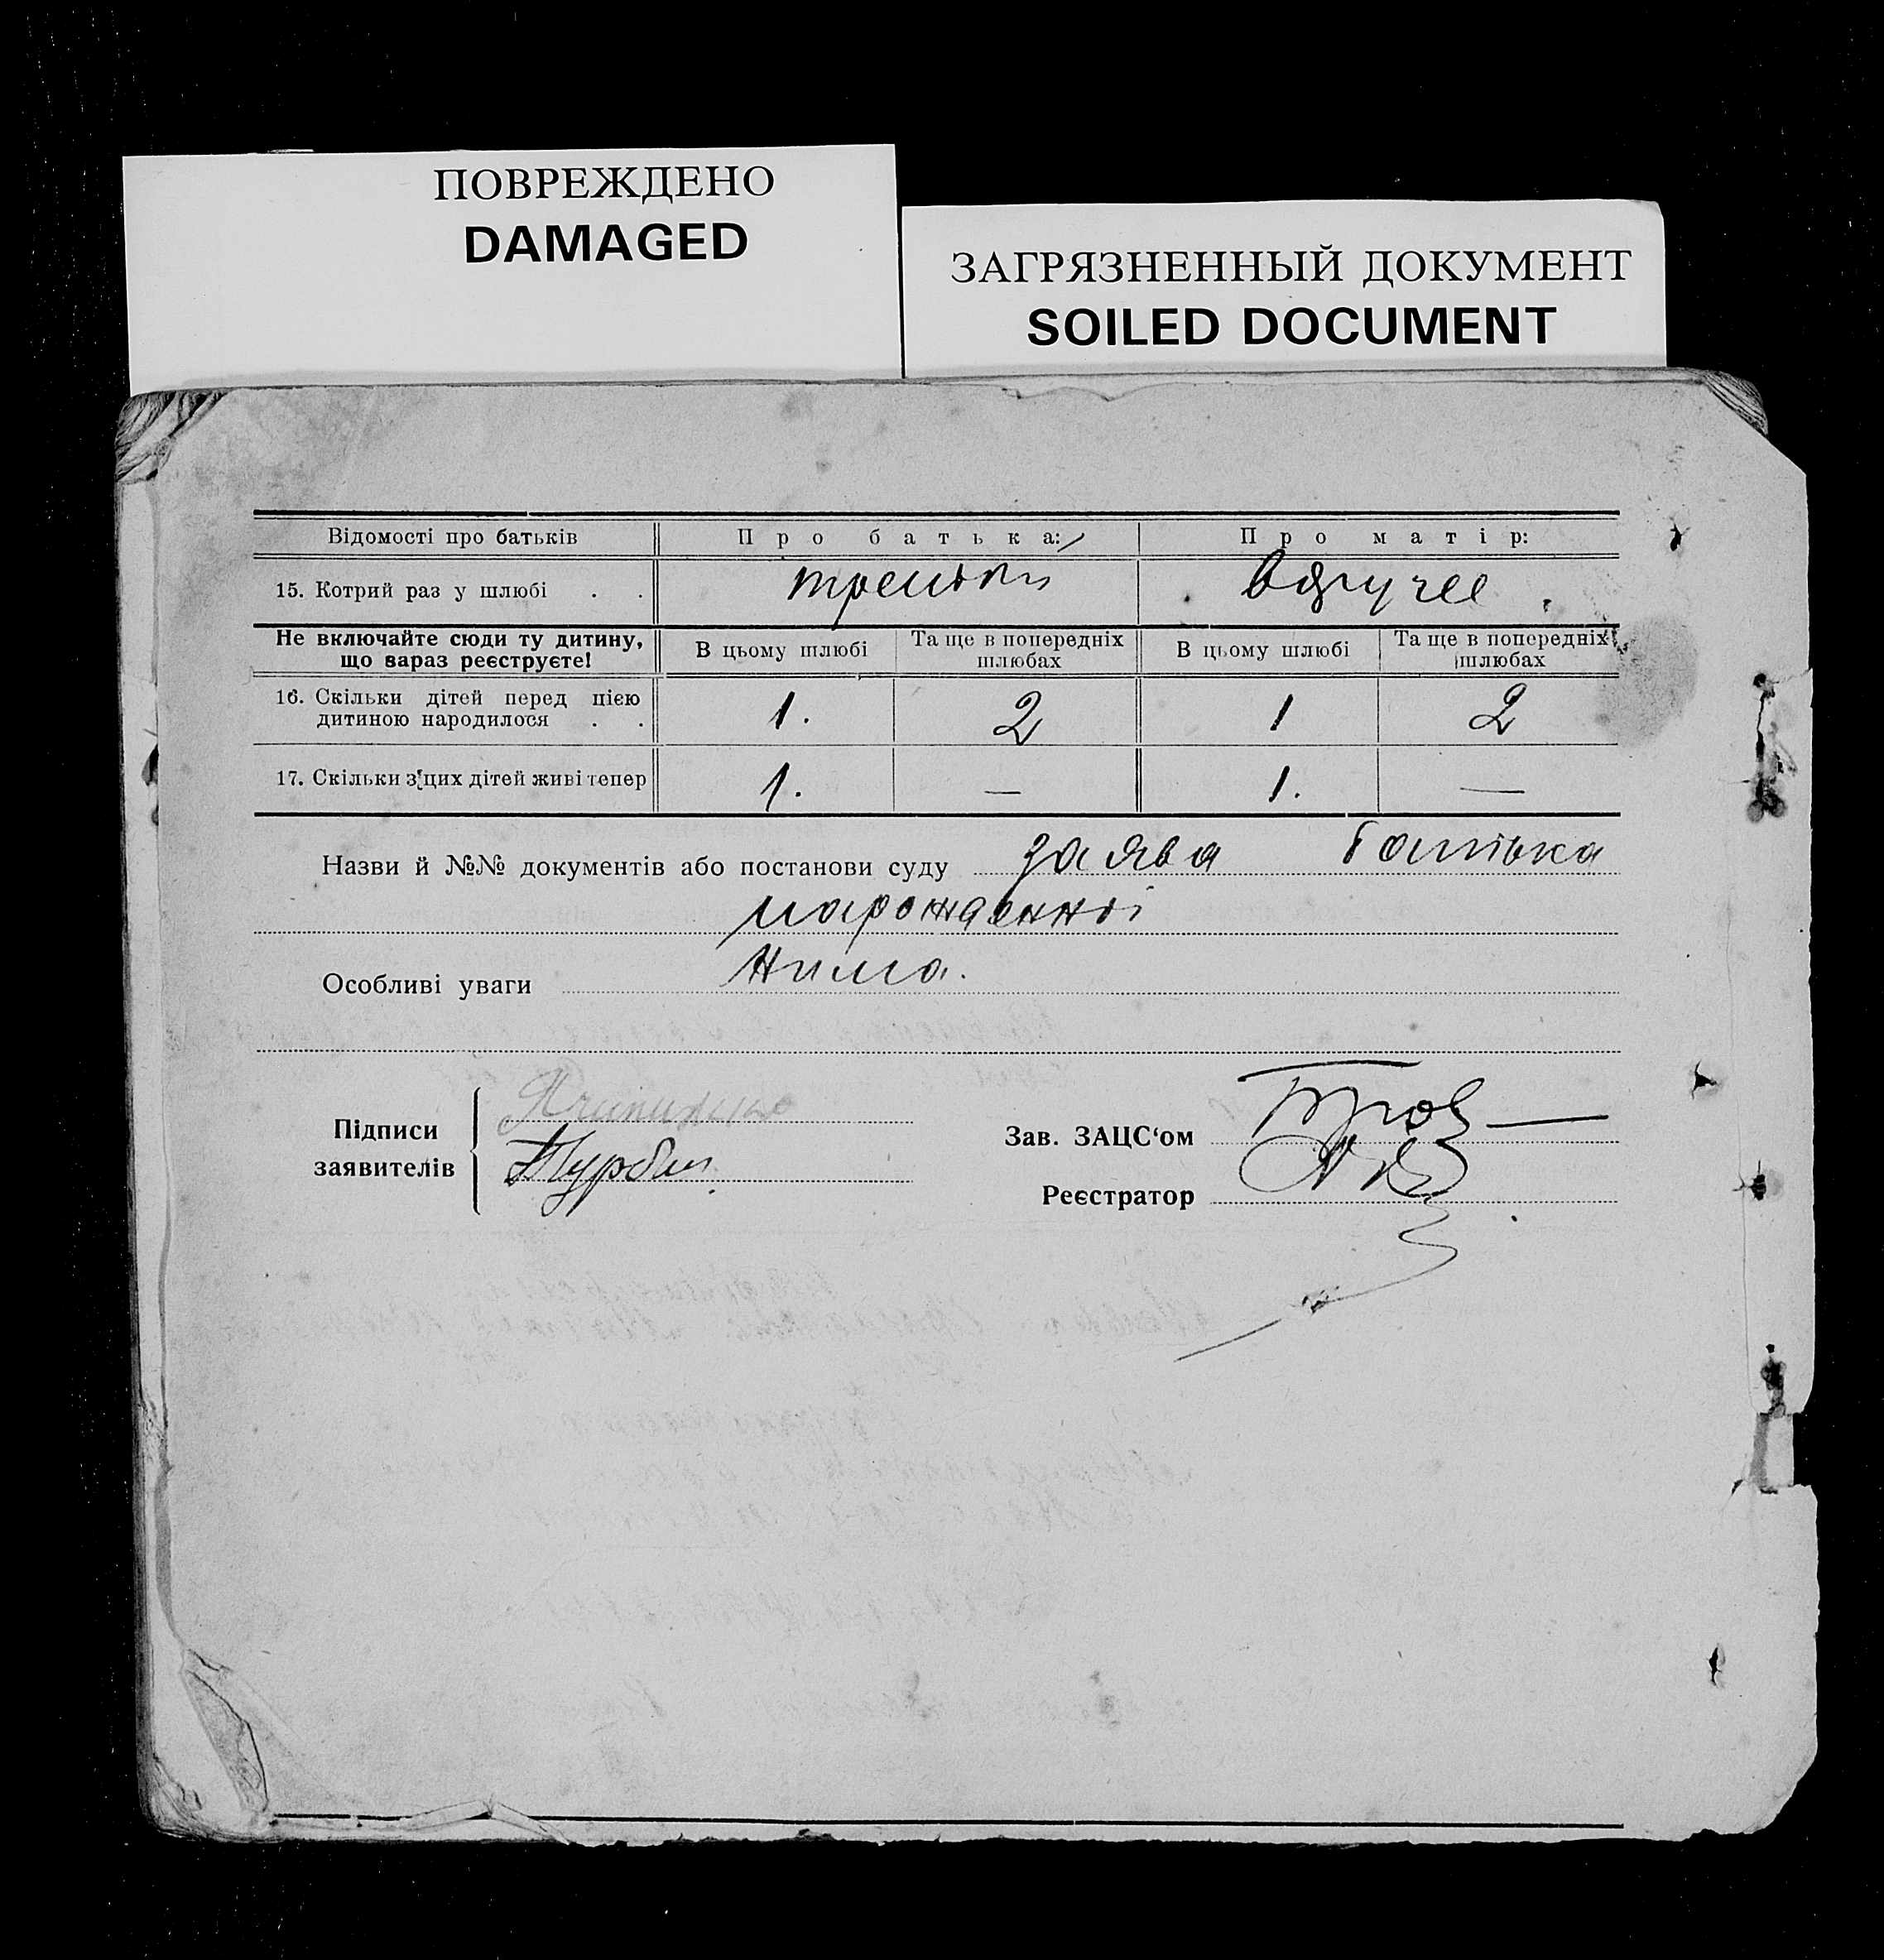 ПОВРЕЖДЕНО
DAMAGED
ЗАГРЯЗНЕННЫЙ ДОКУМЕНТ
SOILED DOCUMENT
Відомості про батьків Про батька: Про матір:
15. Котрий раз у шлюбі . .
Не включайте сюди ту дитину, що вараз реєструєте! В цьому шлюбі Та ще в попередніх шлюбах В цьому шлюбі Та ще в попередніх шлюбах
16. Скільки дітей перед цією дитиною народилося . . 1. 2 1 2
17. Скільки з цих дітей живі тепер 1. — 1. —
Назви й №№ документів або постанови суду заява батька
Особливі уваги Нима.
Підписи заявителів
Зав. ЗАЦС‘ом
Реєстратор